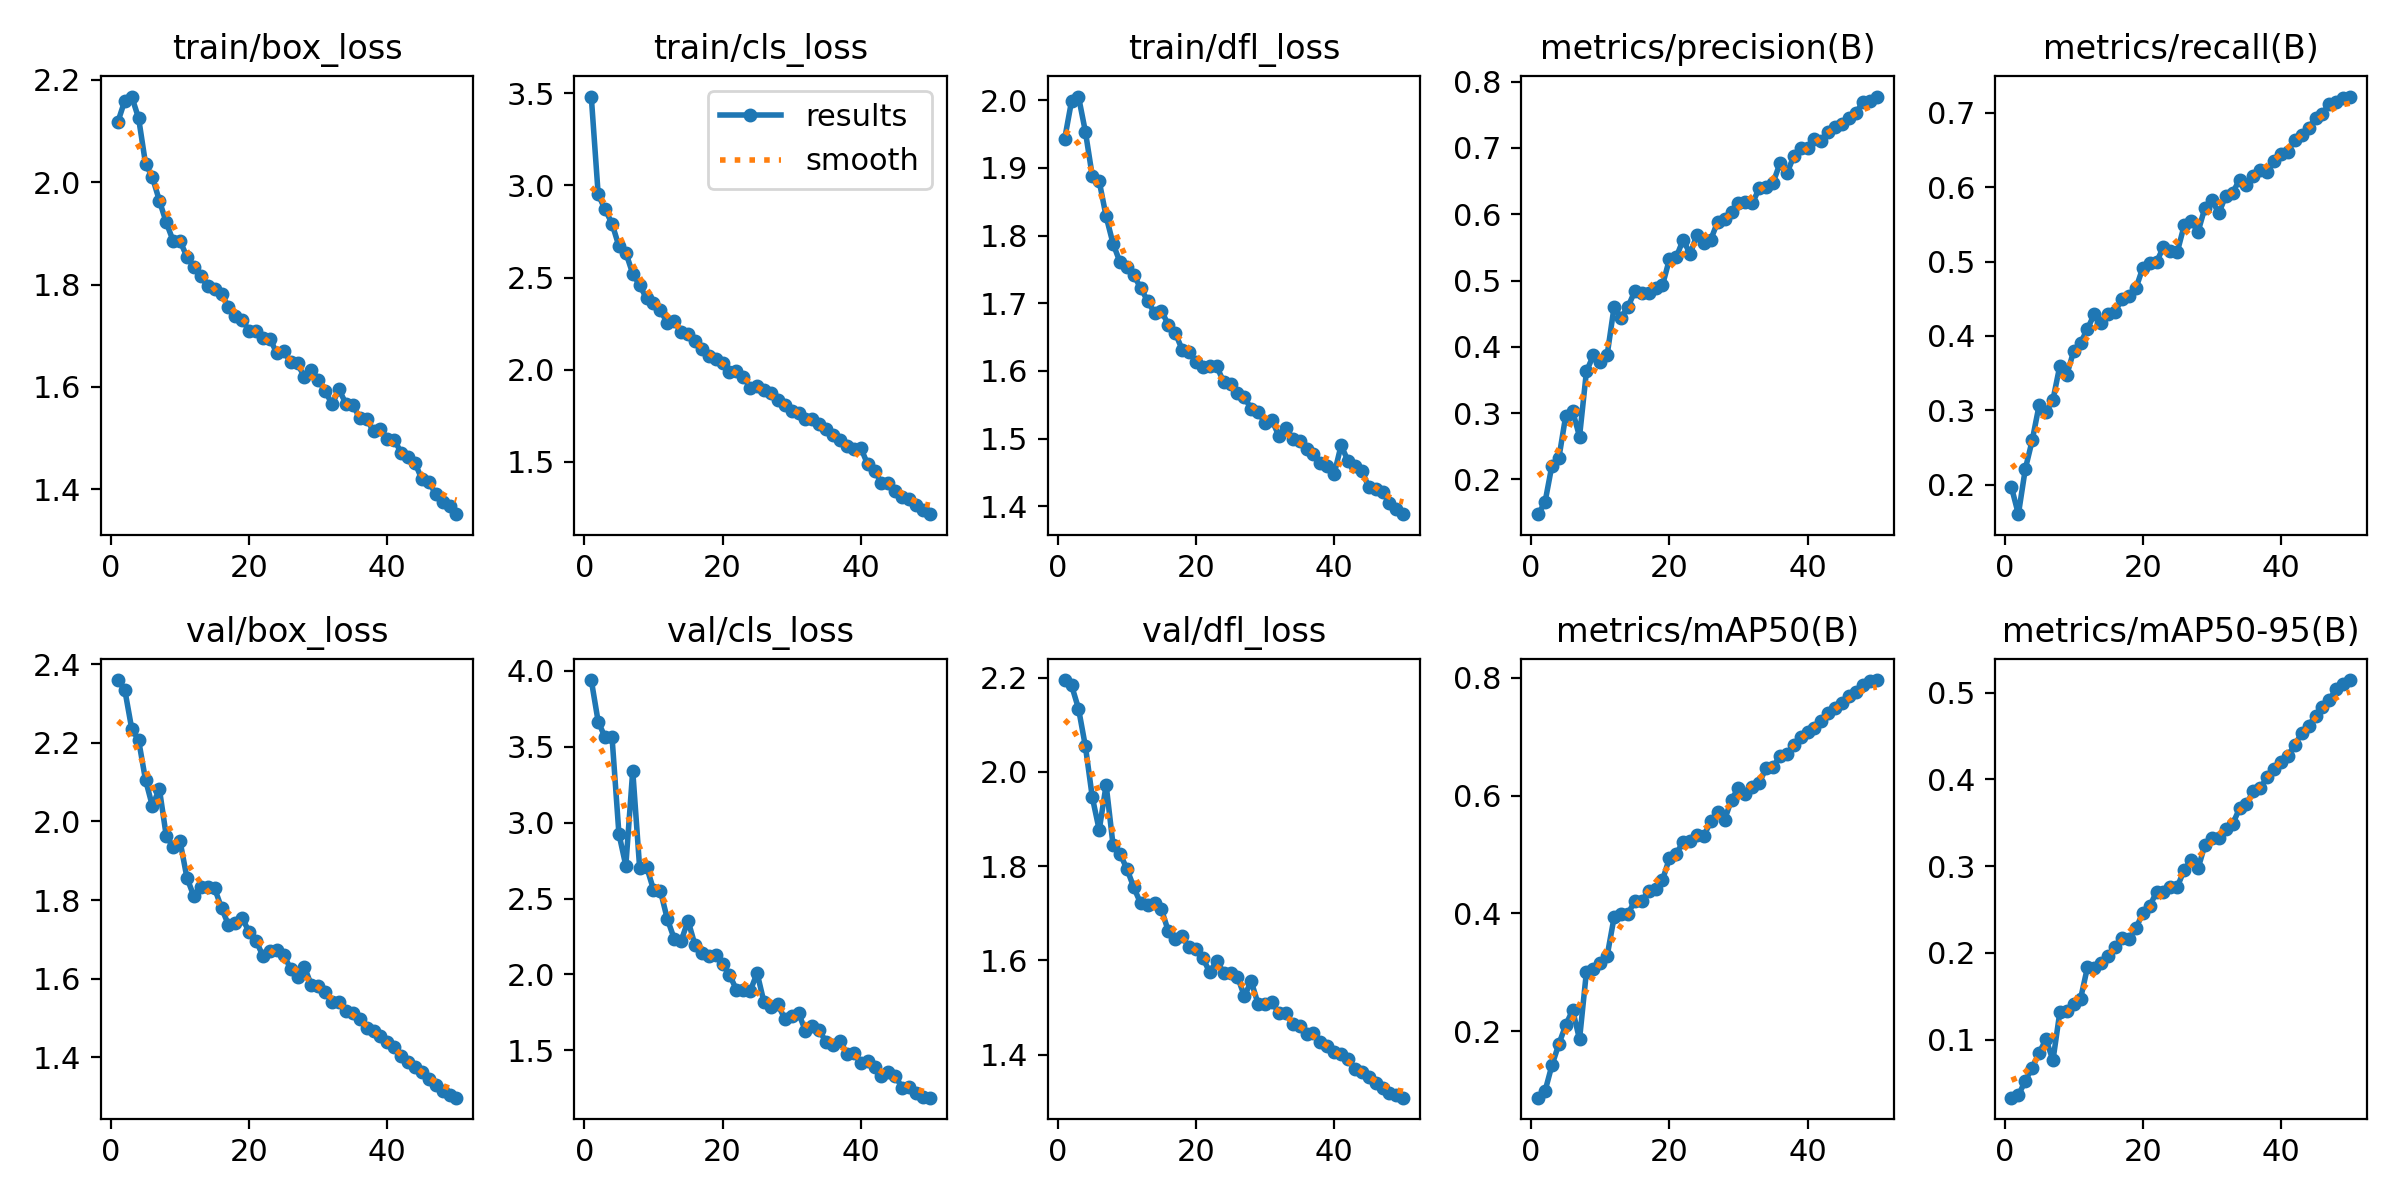 train/box_loss
2.2
2.0
1.8
1.6
1.4
0 20 40
train/cls_loss
results
smooth
3.5
3.0
2.5
2.0
1.5
0 20 40
train/dfl_loss
2.0
1.9
1.8
1.7
1.6
1.5
1.4
0 20 40
metrics/precision(B)
0.8
0.7
0.6
0.5
0.4
0.3
0.2
0 20 40
metrics/recall(B)
0.7
0.6
0.5
0.4
0.3
0.2
0 20 40
val/box_loss
2.4
2.2
2.0
1.8
1.6
1.4
0 20 40
val/cls_loss
4.0
3.5
3.0
2.5
2.0
1.5
0 20 40
val/dfl_loss
2.2
2.0
1.8
1.6
1.4
0 20 40
metrics/mAP50(B)
0.8
0.6
0.4
0.2
0 20 40
metrics/mAP50-95(B)
0.5
0.4
0.3
0.2
0.1
0 20 40